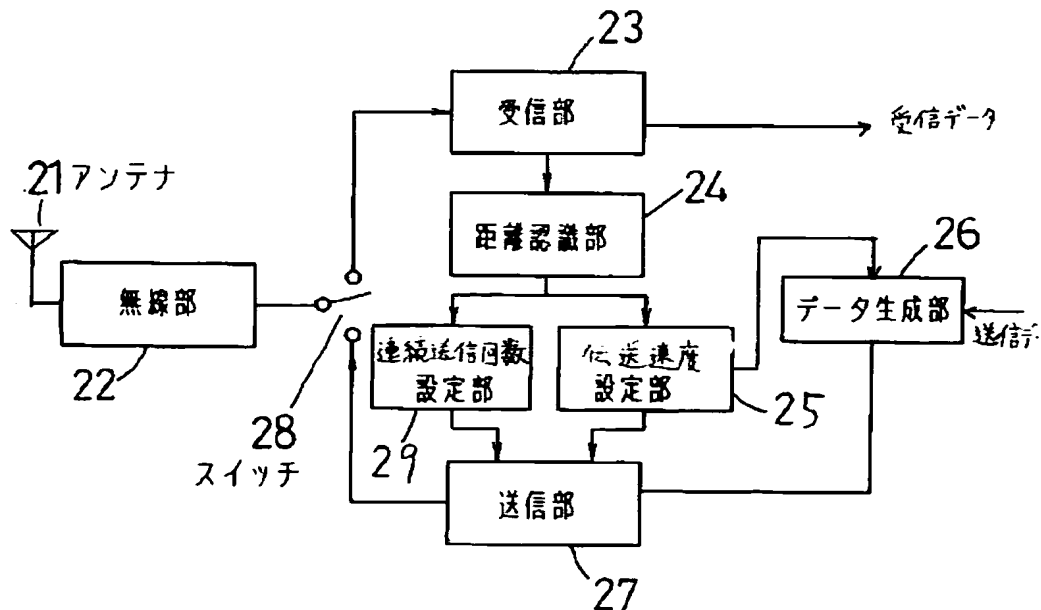 23
受信部
受信データ
21 アンテナ
24
距離認識部
26
無線部
データ生成部
送信デ
22
連続送信回数
設定部
伝送速度
設定部
25
28
スイッチ
29
送信部
27